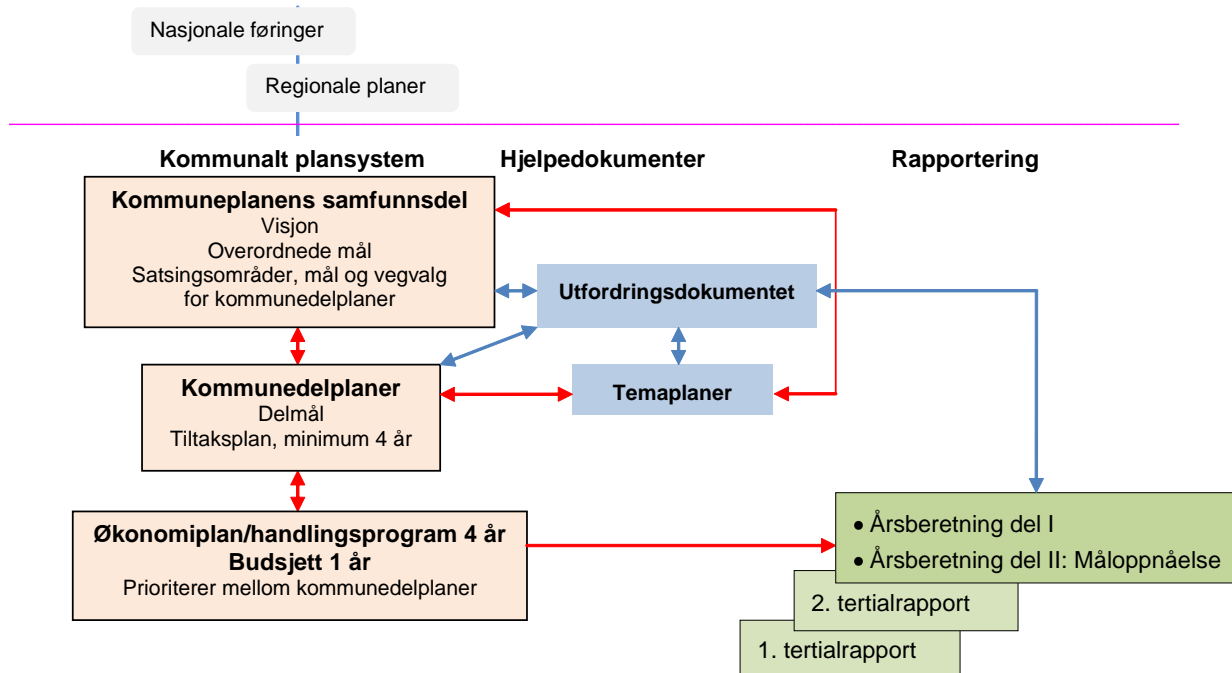 Nasjonale føringer
Regionale planer
Kommunalt plansystem
Hjelpedokumenter
Rapportering
Kommuneplanens samfunnsdel
Visjon
Overordnede mål
Satsingsområder, mål og vegvalg
for kommunedelplaner
Utfordringsdokumentet
Kommunedelplaner
Delmål
Tiltaksplan, minimum 4 år
Temaplaner
Økonomiplan/handlingsprogram 4 år
Budsjett 1 år
Prioriterer mellom kommunedelplaner
• Årsberetning del I
• Årsberetning del II: Måloppnåelse
2. tertialrapport
1. tertialrapport